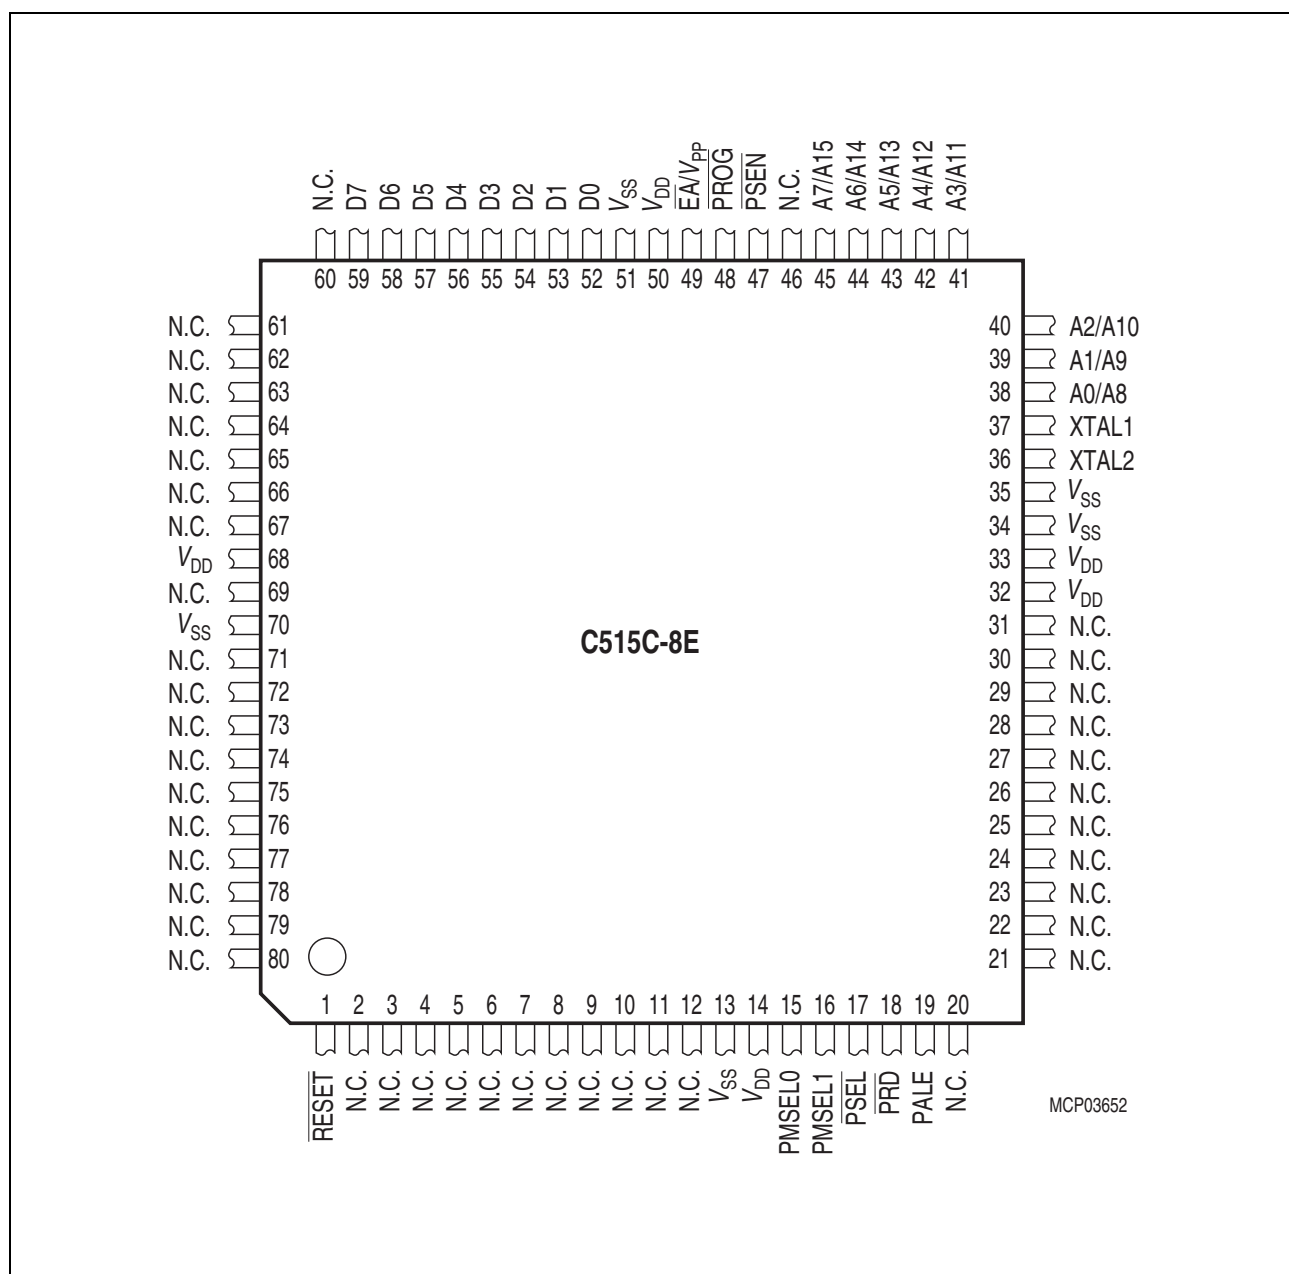 N.C. D7 D6 D5 D4 D3 D2 D1 D0 VSS VDD EA/VPP PROG PSEN N.C. A7/A15 A6/A14 A5/A13 A4/A12 A3/A11
60 59 58 57 56 55 54 53 52 51 50 49 48 47 46 45 44 43 42 41
N.C. 61 40 A2/A10
N.C. 62 39 A1/A9
N.C. 63 38 A0/A8
N.C. 64 37 XTAL1
N.C. 65 36 XTAL2
N.C. 66 35 VSS
N.C. 67 34 VSS
VDD 68 33 VDD
N.C. 69 32 VDD
VSS 70 31 N.C.
C515C-8E
N.C. 71 30 N.C.
N.C. 72 29 N.C.
N.C. 73 28 N.C.
N.C. 74 27 N.C.
N.C. 75 26 N.C.
N.C. 76 25 N.C.
N.C. 77 24 N.C.
N.C. 78 23 N.C.
N.C. 79 22 N.C.
N.C. 80 21 N.C.
1 2 3 4 5 6 7 8 9 10 11 12 13 14 15 16 17 18 19 20
RESET N.C. N.C. N.C. N.C. N.C. N.C. N.C. N.C. N.C. N.C. N.C. VSS VDD PMSEL0 PMSEL1 PSEL PRD PALE N.C.
MCP03652